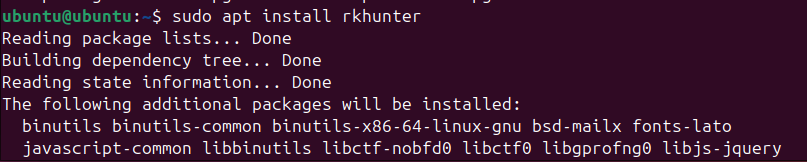 ubuntu@ubuntu:~$ sudo apt install rkhunter
Reading package lists... Done
Building dependency tree... Done
Reading state information... Done
The following additional packages will be installed:
  binutils binutils-common binutils-x86-64-linux-gnu bsd-mailx fonts-lato
  javascript-common libbinutils libctf-nobfd0 libctf0 libgprofng0 libjs-jquery